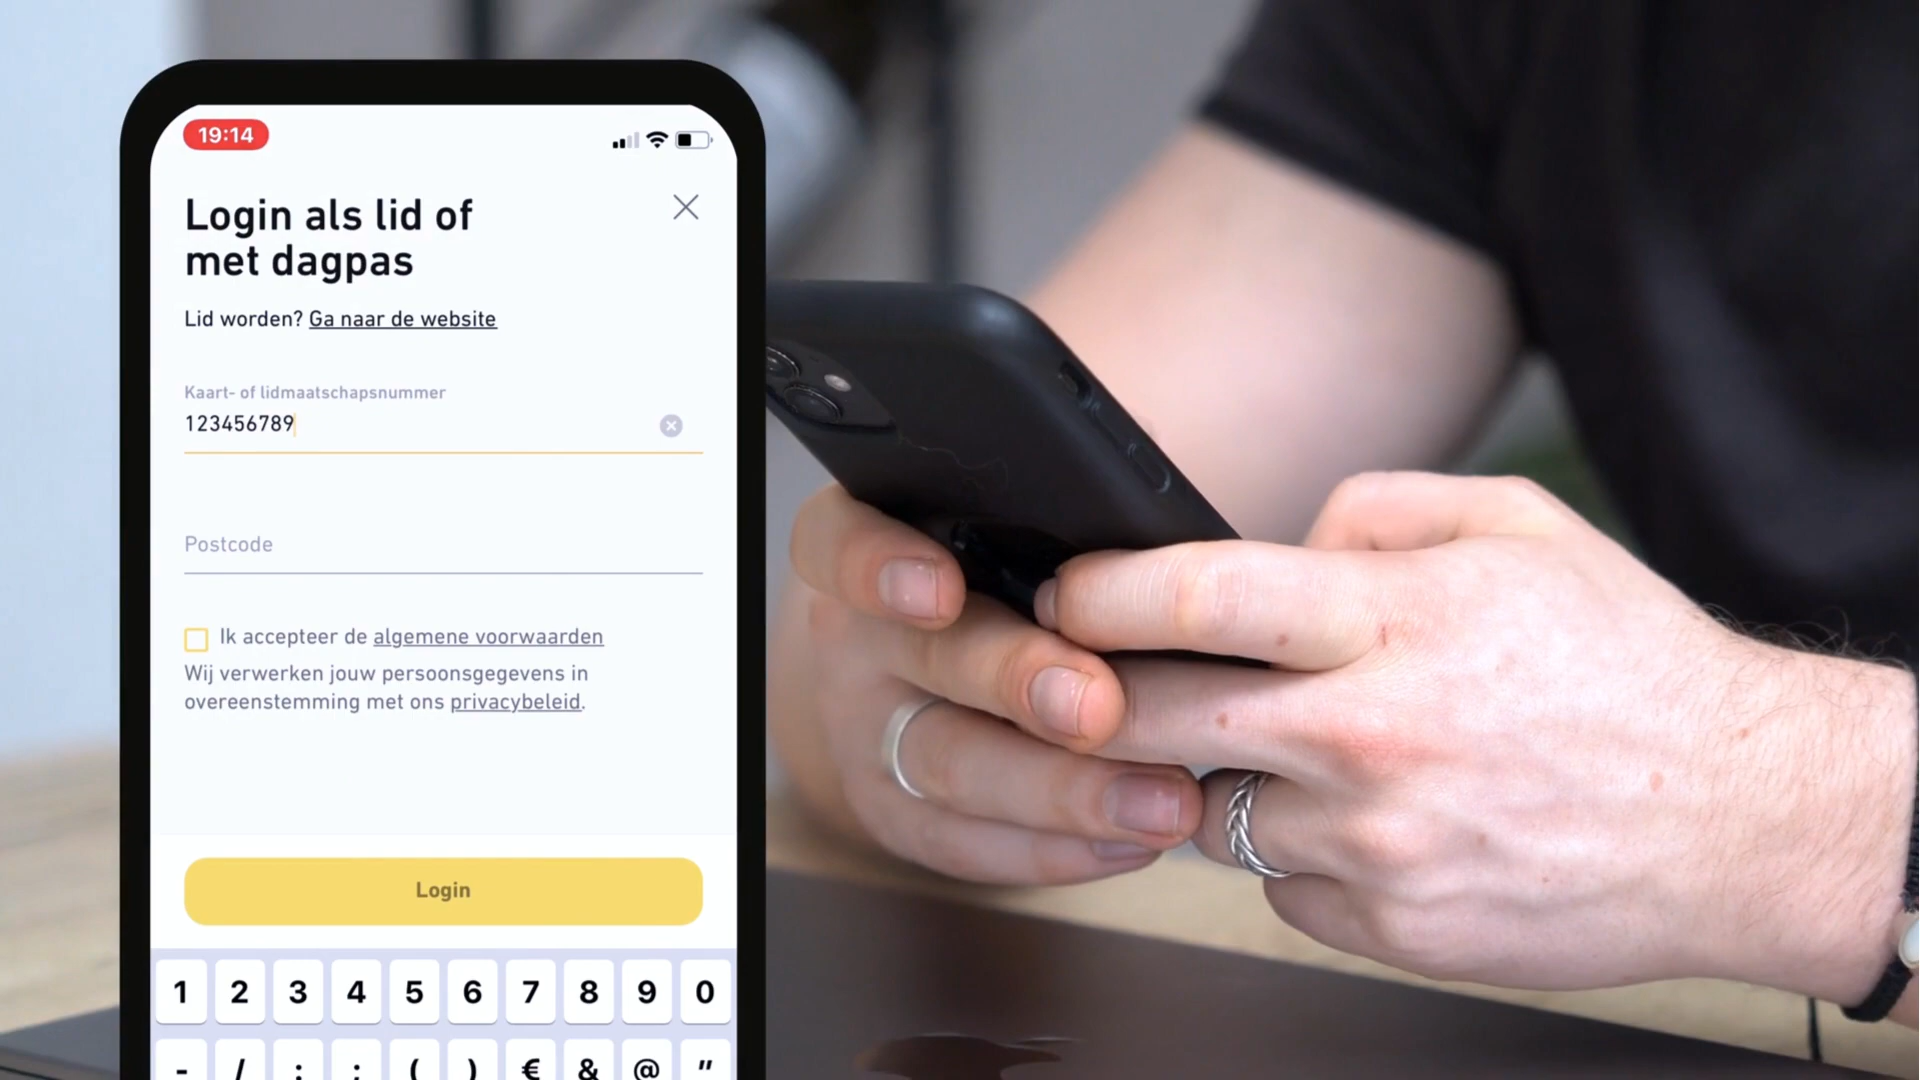 19:14
Login als lid of
met dagpas
Lid worden? Ga naar de website
Kaart- of lidmaatschapsnummer
123456789
Postcode
Ik accepteer de algemene voorwaarden
Wij verwerken jouw persoonsgegevens in
overeenstemming met ons privacybeleid.
Login
1 2 3 4 5 6 7 8 9 0
- / : ; ( ) € & @ "